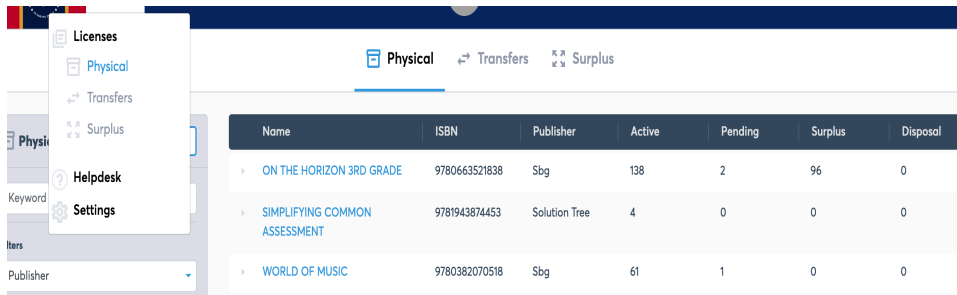 Licenses
Physical
Transfers
Surplus
Helpdesk
Settings
Physical Transfers Surplus
Keyword
Publisher
Name ISBN Publisher Active Pending Surplus Disposal
ON THE HORIZON 3RD GRADE 9780663521838 Sbg 138 2 96 0
SIMPLIFYING COMMON 9781943874453 Solution Tree 4 0 0 0
ASSESSMENT
WORLD OF MUSIC 9780382070518 Sbg 61 1 0 0